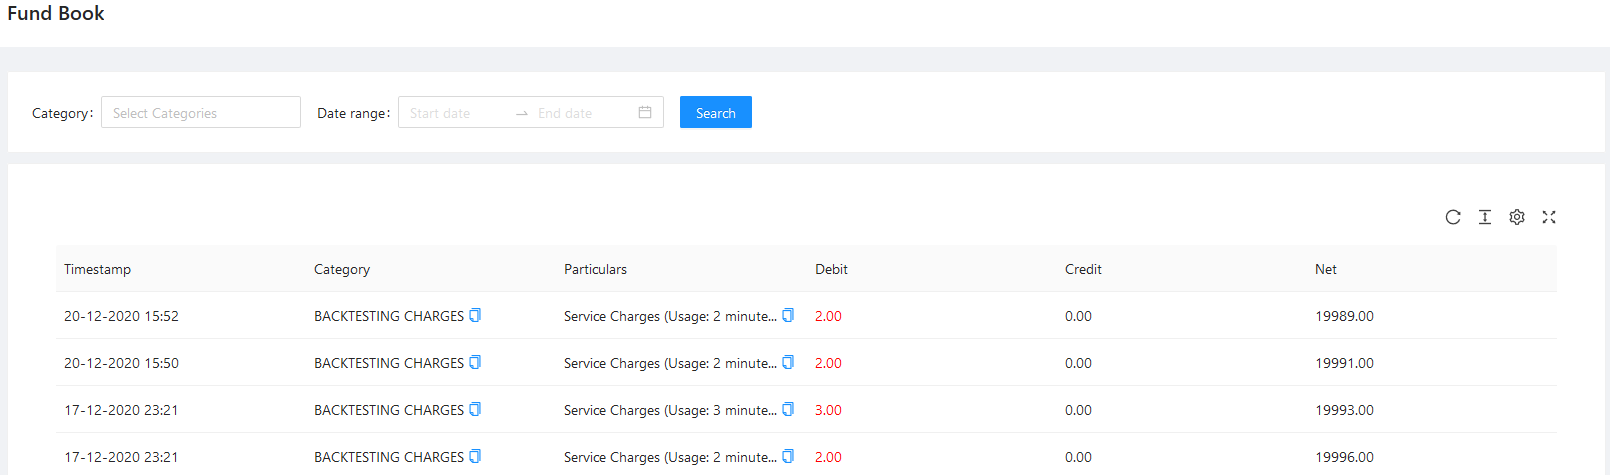 Fund Book
Category: Select Categories Date range: Start date End date Search
Timestamp Category Particulars Debit Credit Net
20-12-2020 15:52 BACKTESTING CHARGES Service Charges (Usage: 2 minute... 2.00 0.00 19989.00
20-12-2020 15:50 BACKTESTING CHARGES Service Charges (Usage: 2 minute... 2.00 0.00 19991.00
17-12-2020 23:21 BACKTESTING CHARGES Service Charges (Usage: 3 minute... 3.00 0.00 19993.00
17-12-2020 23:21 BACKTESTING CHARGES Service Charges (Usage: 2 minute... 2.00 0.00 19996.00